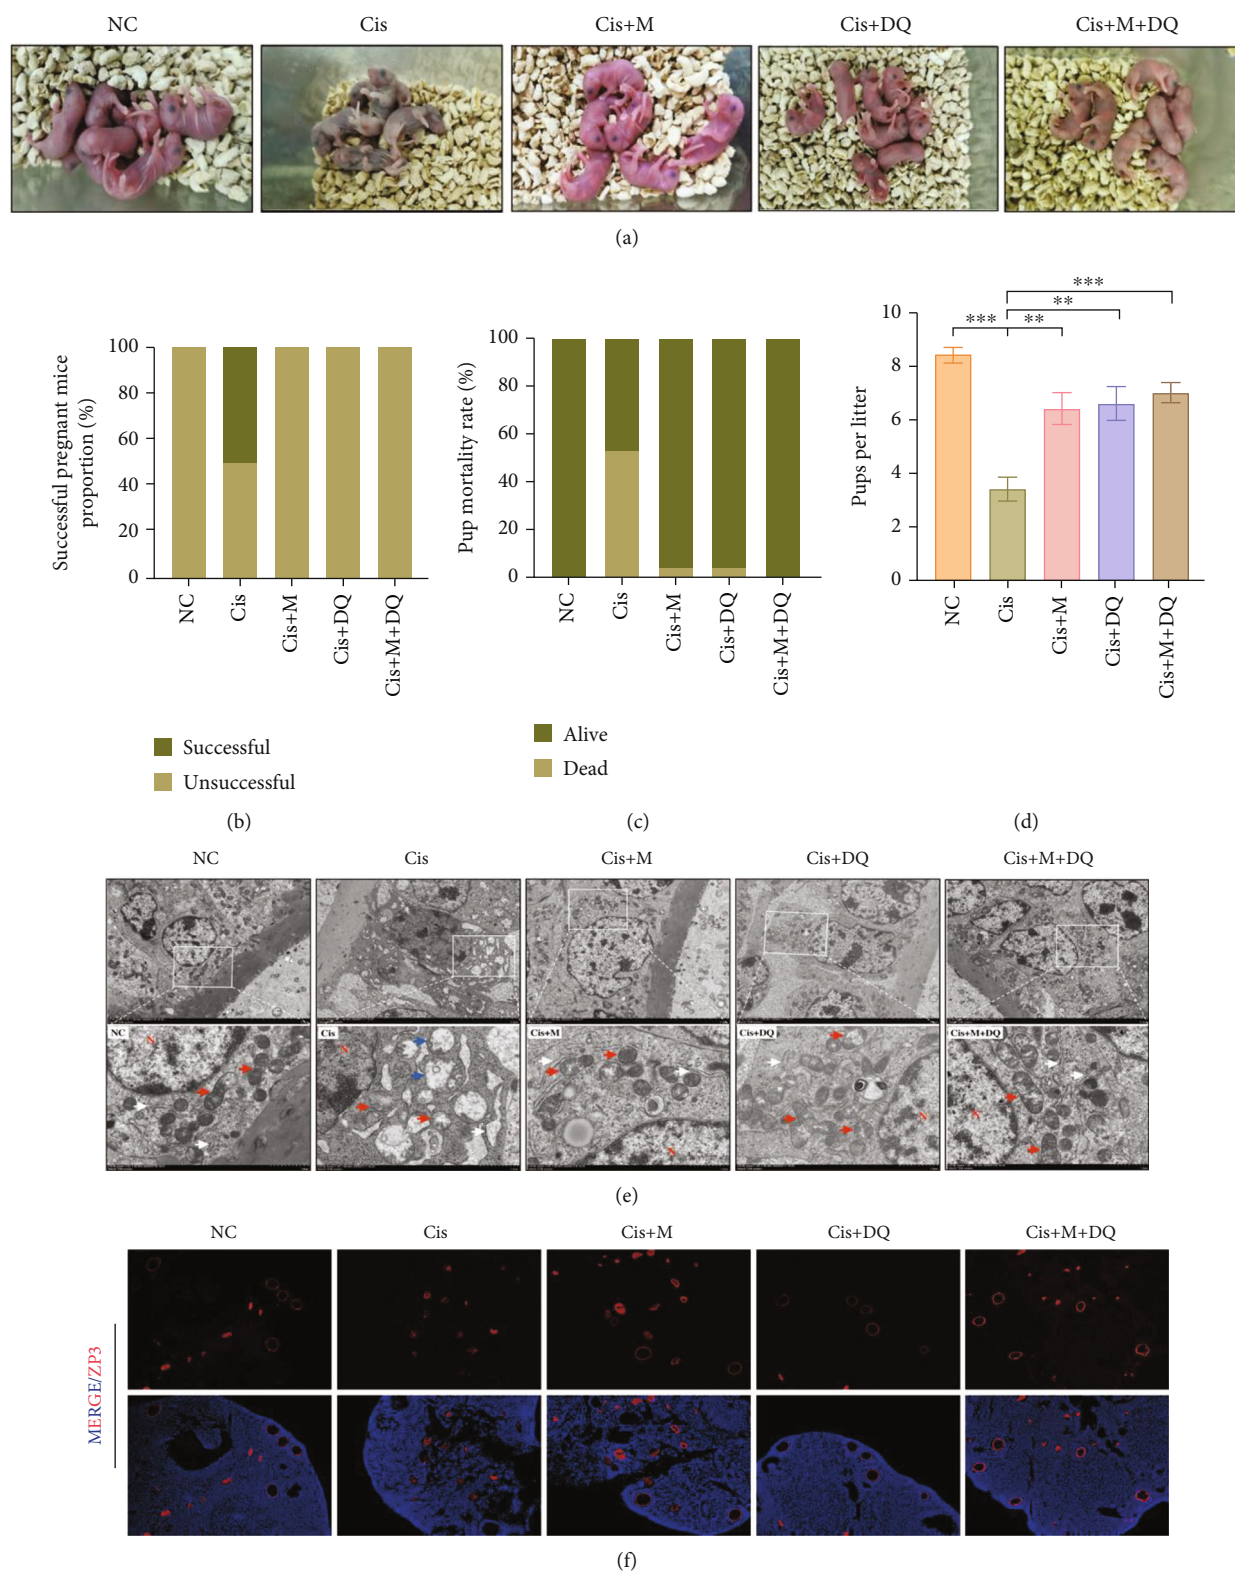 NC Cis Cis+M Cis+DQ Cis+M+DQ
(a)
Successful pregnant mice
proportion (%)
100
80
60
40
20
0
NC
Cis
Cis+M
Cis+DQ
Cis+M+DQ
Successful
Unsuccessful
(b)
Pup mortality rate (%)
100
80
60
40
20
0
NC
Cis
Cis+M
Cis+DQ
Cis+M+DQ
Alive
Dead
(c)
Pups per litter
10
8
6
4
2
0
***
**
*** **
NC
Cis
Cis+M
Cis+DQ
Cis+M+DQ
(d)
NC Cis Cis+M Cis+DQ Cis+M+DQ
NC Cis Cis+M Cis+DQ Cis+M+DQ
N N N N N
(e)
NC Cis Cis+M Cis+DQ Cis+M+DQ
MERGE/ZP3
(f)